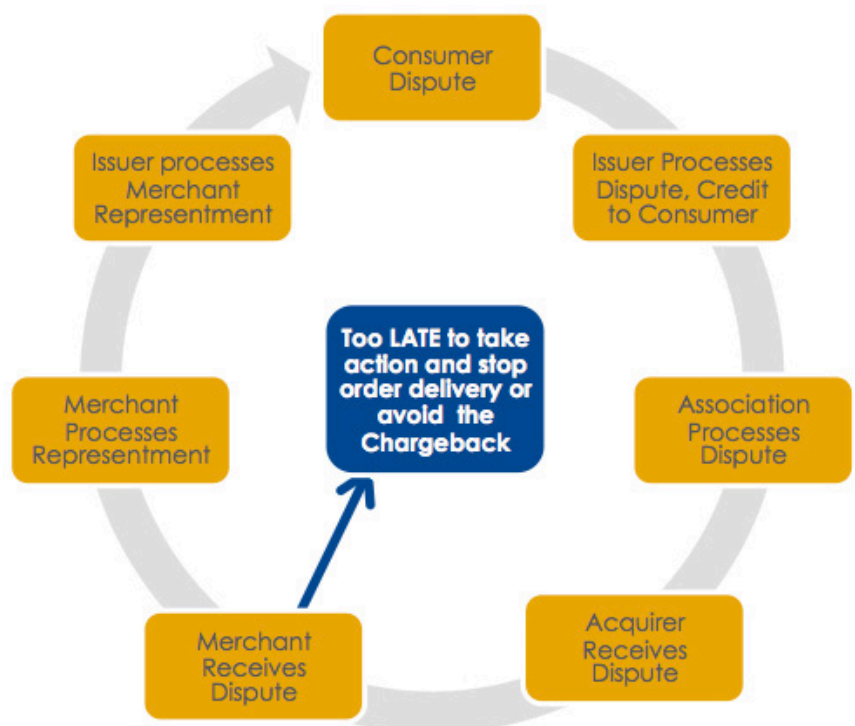 Consumer
Dispute
Issuer Processes
Dispute, Credit
to Consumer
Association
Processes
Dispute
Acquirer
Receives
Dispute
Merchant
Receives
Dispute
Merchant
Processes
Representment
Issuer processes
Merchant
Representment
Too LATE to take
action and stop
order delivery or
avoid the
Chargeback